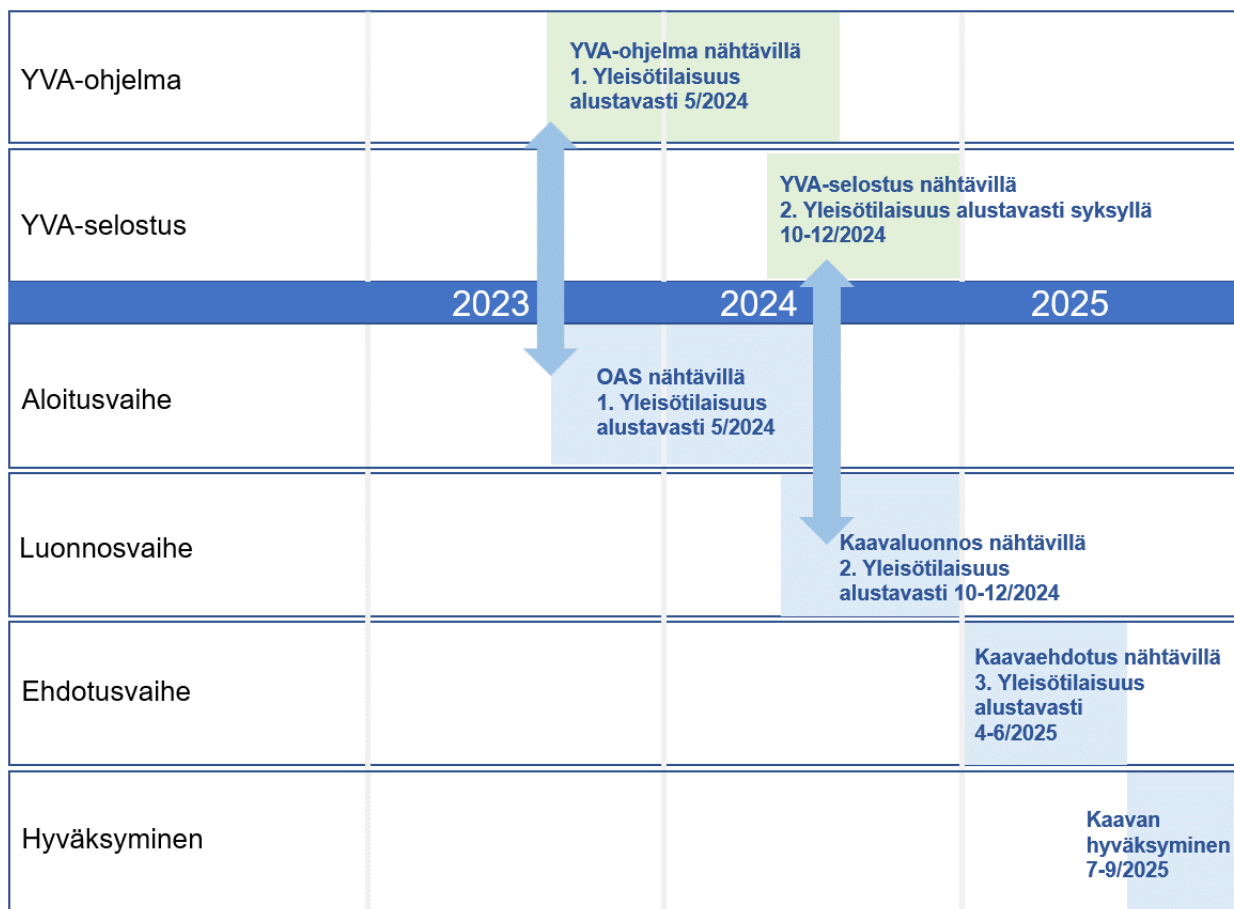 YVA-ohjelma
YVA-ohjelma nähtävillä
1. Yleisötilaisuus
alustavasti 5/2024
YVA-selostus
YVA-selostus nähtävillä
2. Yleisötilaisuus alustavasti syksyllä
10-12/2024
2023
2024
2025
Aloitusvaihe
OAS nähtävillä
1. Yleisötilaisuus
alustavasti 5/2024
Luonnosvaihe
Kaavaluonnos nähtävillä
2. Yleisötilaisuus
alustavasti 10-12/2024
Ehdotusvaihe
Kaavaehdotus nähtävillä
3. Yleisötilaisuus
alustavasti
4-6/2025
Hyväksyminen
Kaavan
hyväksyminen
7-9/2025